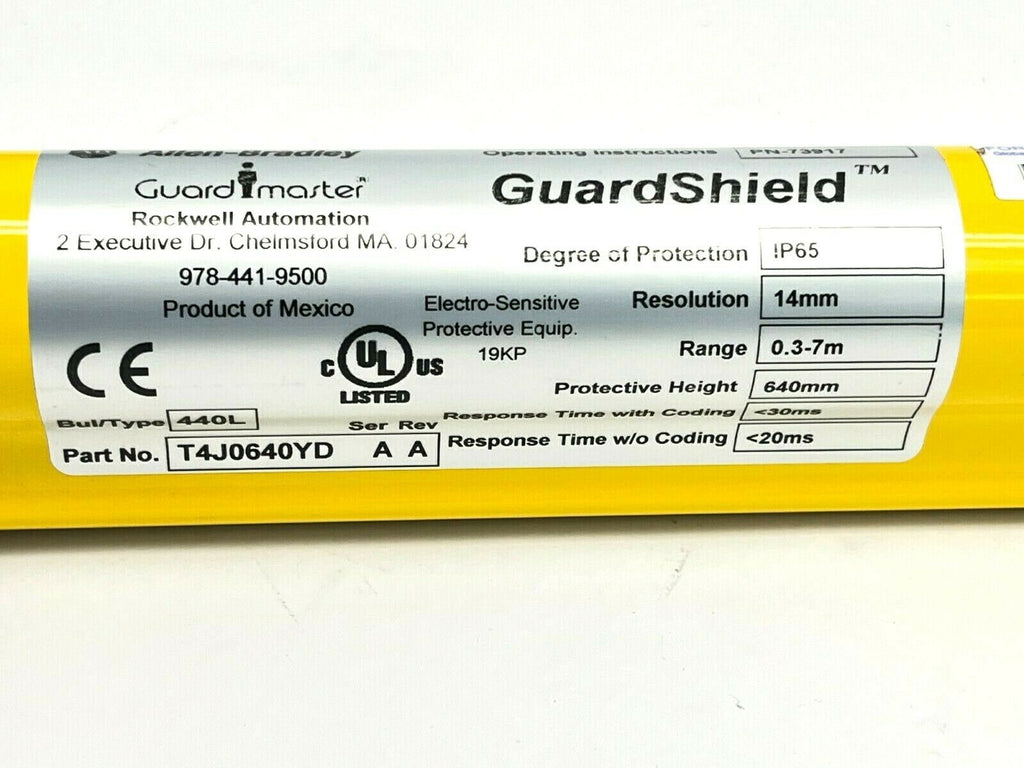 Allen-Bradley
GuardMaster
Rockwell Automation
2 Executive Dr. Chelmsford MA. 01824
978-441-9500
Product of Mexico
CE
C UL US
LISTED
Electro-Sensitive
Protective Equip.
19KP
Bul/Type 440L
Ser Rev
Part No. T4J0640YD A A
Operating Instructions PN-73917
GuardShield™
Degree of Protection IP65
Resolution 14mm
Range 0.3-7m
Protective Height 640mm
Response Time with Coding <30ms
Response Time w/o Coding <20ms